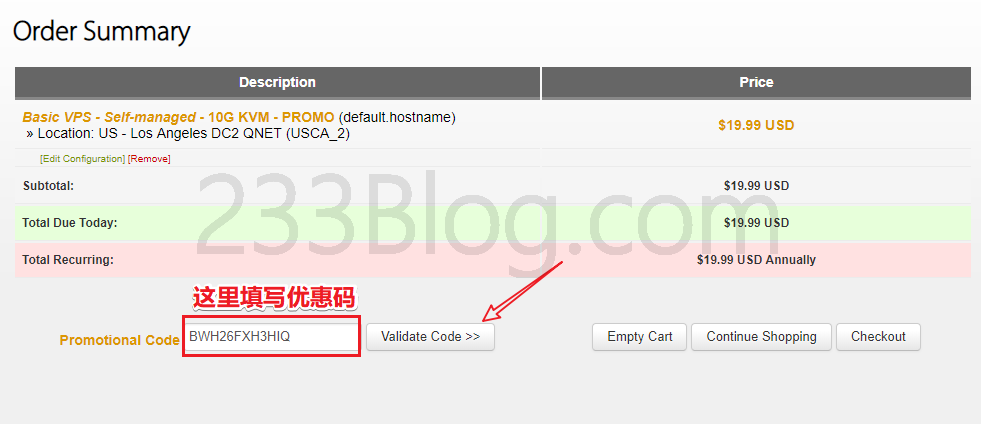 Order Summary
Description Price
Basic VPS - Self-managed - 10G KVM - PROMO (default.hostname)
» Location: US - Los Angeles DC2 QNET (USCA_2)
$19.99 USD
[Edit Configuration] [Remove]
Subtotal: $19.99 USD
Total Due Today: $19.99 USD
Total Recurring: $19.99 USD Annually
233Blog.com
这里填写优惠码
Promotional Code BWH26FXH3HIQ Validate Code >> Empty Cart Continue Shopping Checkout